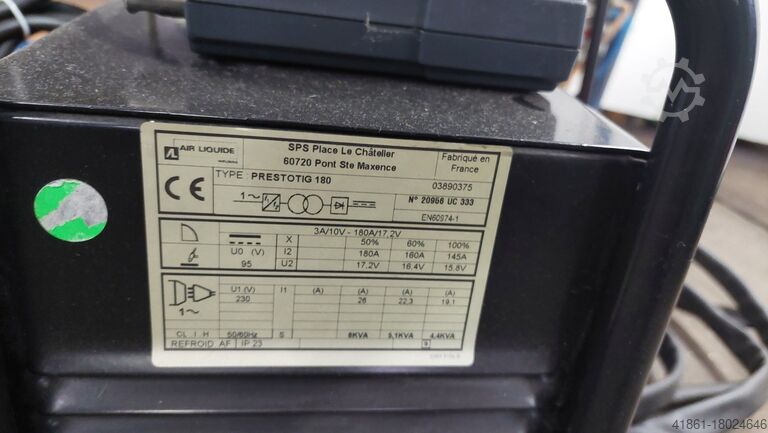 AIR LIQUIDE
SPS Place Le Châtelier
60720 Pont Ste Maxence
Fabriqué en
France
CE
TYPE: PRESTOTIG 180
03890375
1~
N° 20956 UC 333
EN60974-1
3A/10V - 180A/17,2V
X 50% 60% 100%
U0 (V) I2 180A 160A 145A
95 U2 17,2V 16,4V 15,8V
U1 (V) I1 (A) (A) (A) (A)
230 26 22,3 19,1
1~
CL I H 50/60Hz S 6KVA 5,1KVA 4,4KVA
REFROID AF IP 23 S
41861-18024646